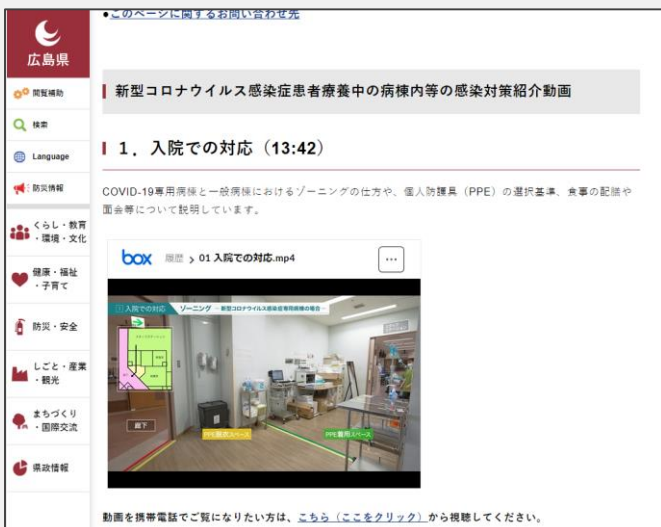 ●このページに関するお問い合わせ先
広島県
閲覧補助
検索
Language
防災情報
くらし・教育
・環境・文化
健康・福祉
・子育て
防災・安全
しごと・産業
・観光
まちづくり
・国際交流
県政情報
新型コロナウイルス感染症患者療養中の病棟内等の感染対策紹介動画
1．入院での対応（13:42）
COVID-19専用病棟と一般病棟におけるゾーニングの仕方や、個人防護具（PPE）の選択基準、食事の配膳や
面会等について説明しています。
box 履歴 > 01 入院での対応.mp4
1 入院での対応 ゾーニング －新型コロナウイルス感染症専用病棟の場合－
廊下
PPE脱衣スペース
PPE着用スペース
動画を携帯電話でご覧になりたい方は、こちら（ここをクリック）から視聴してください。